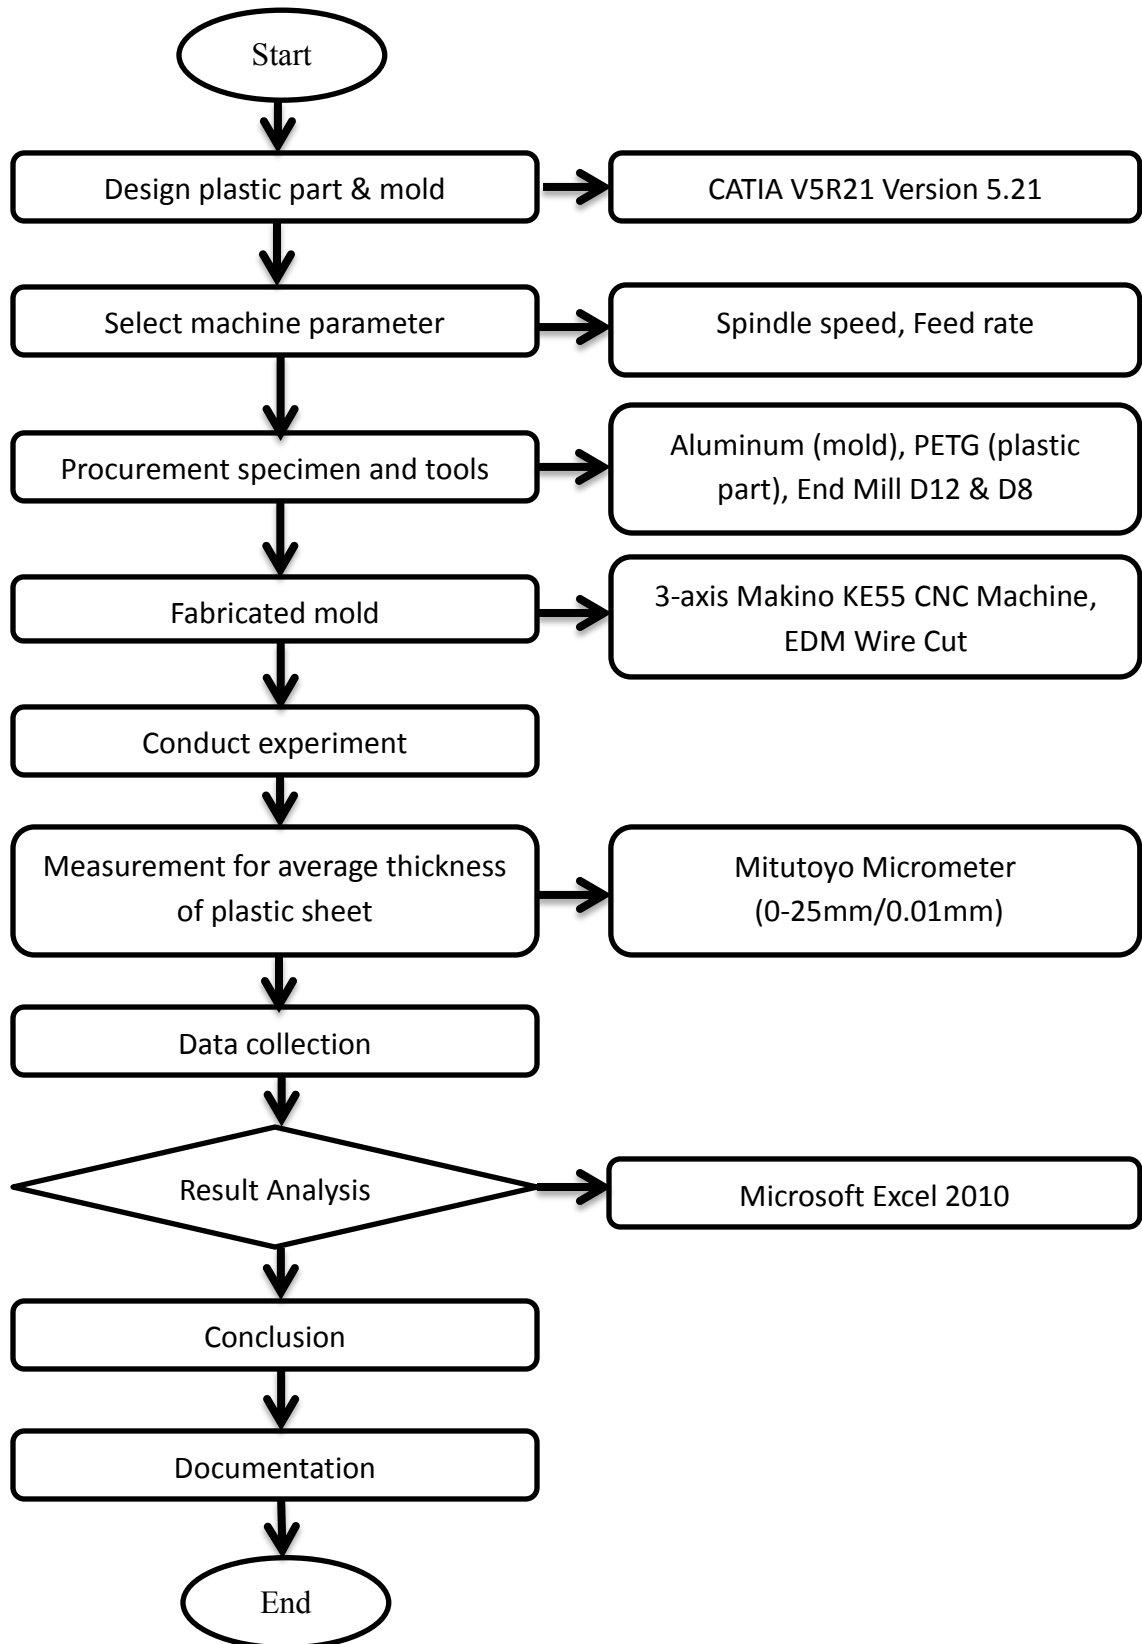 Start
Design plastic part & mold
CATIA V5R21 Version 5.21
Select machine parameter
Spindle speed, Feed rate
Procurement specimen and tools
Aluminum (mold), PETG (plastic
part), End Mill D12 & D8
Fabricated mold
3-axis Makino KE55 CNC Machine,
EDM Wire Cut
Conduct experiment
Measurement for average thickness
of plastic sheet
Mitutoyo Micrometer
(0-25mm/0.01mm)
Data collection
Result Analysis
Microsoft Excel 2010
Conclusion
Documentation
End